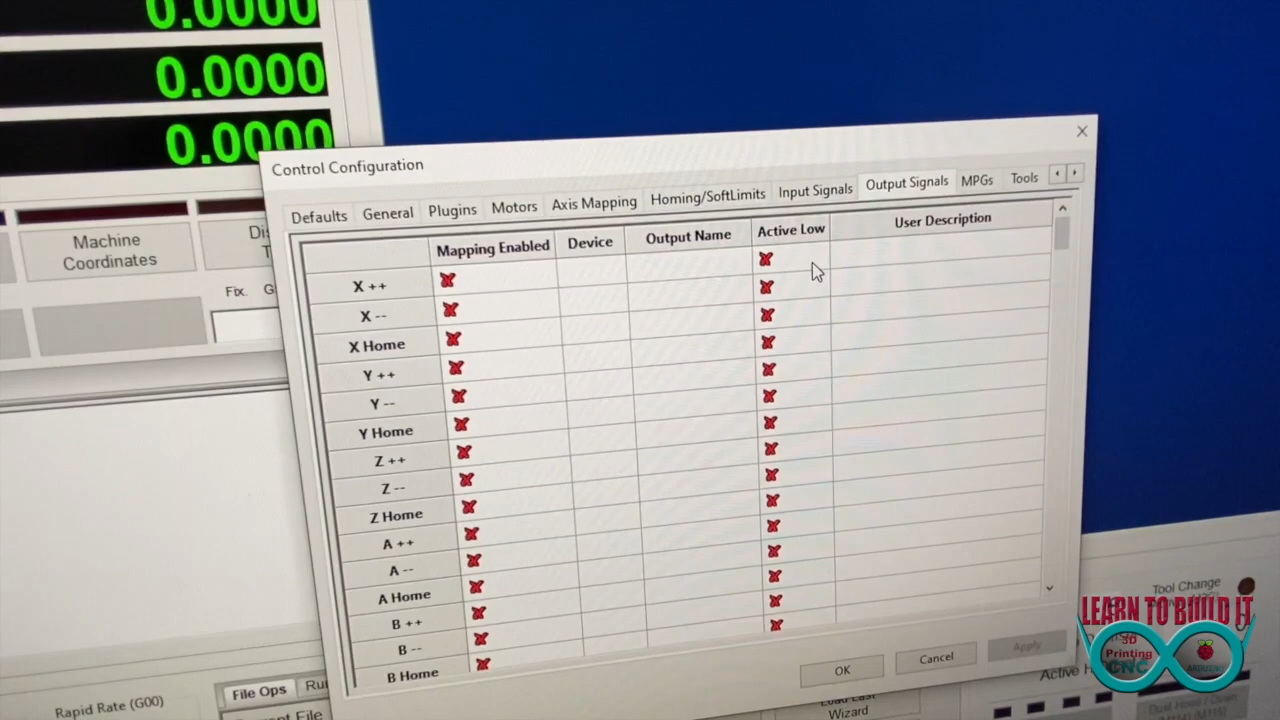 0.0000
0.0000
0.0000
Control Configuration
Defaults General Plugins Motors Axis Mapping Homing/SoftLimits Input Signals Output Signals MPGs Tools
Mapping Enabled Device Output Name Active Low User Description
X ++
X --
X Home
Y ++
Y --
Y Home
Z ++
Z --
Z Home
A ++
A --
A Home
B ++
B --
B Home
OK Cancel Apply
Machine
Coordinates
Fix.
Rapid Rate (G00)
File Ops
Wizard
Tool Change
LEARN TO BUILD IT
3D
Printing
CNC
ARDUINO